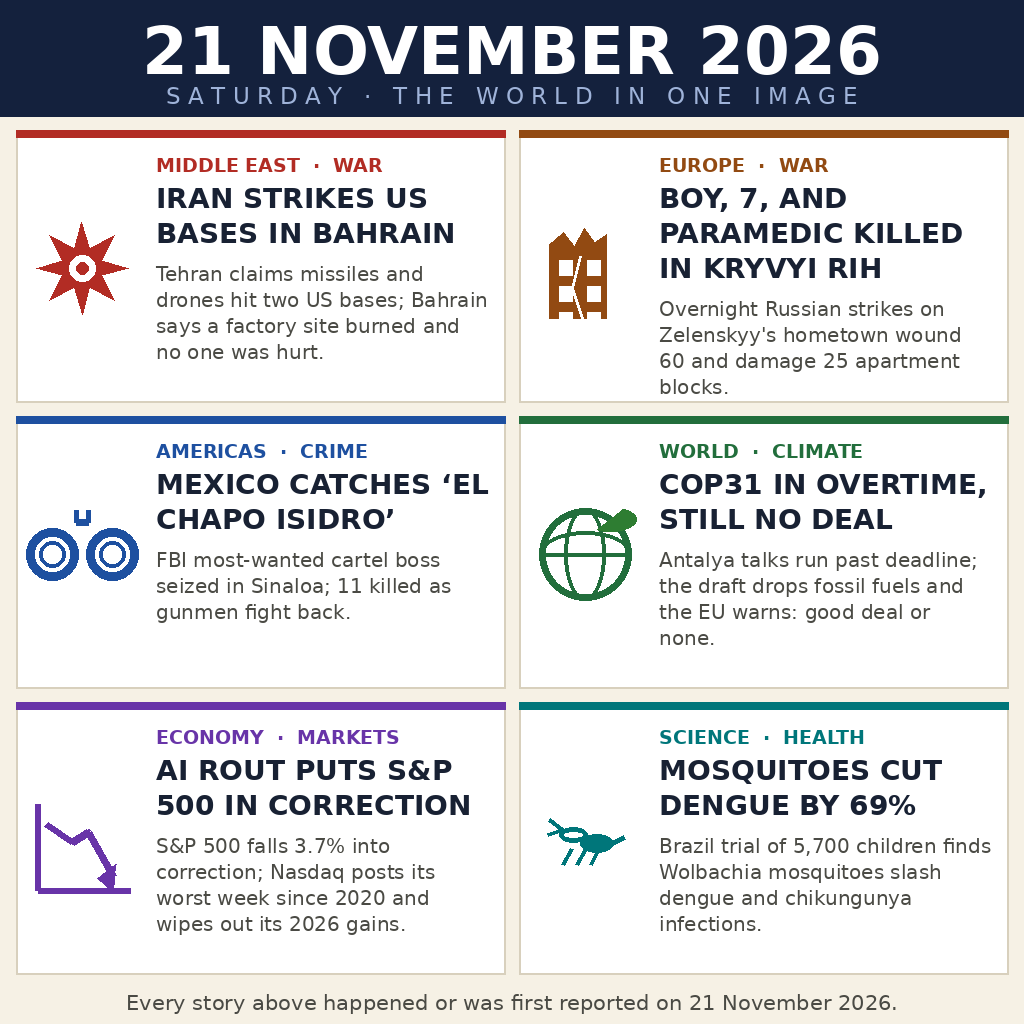 21 NOVEMBER 2026
SATURDAY · THE WORLD IN ONE IMAGE
MIDDLE EAST · WAR
IRAN STRIKES US
BASES IN BAHRAIN
Tehran claims missiles and
drones hit two US bases; Bahrain
says a factory site burned and
no one was hurt.
EUROPE · WAR
BOY, 7, AND
PARAMEDIC KILLED
IN KRYVYI RIH
Overnight Russian strikes on
Zelenskyy's hometown wound
60 and damage 25 apartment
blocks.
AMERICAS · CRIME
MEXICO CATCHES ‘EL
CHAPO ISIDRO’
FBI most-wanted cartel boss
seized in Sinaloa; 11 killed as
gunmen fight back.
WORLD · CLIMATE
COP31 IN OVERTIME,
STILL NO DEAL
Antalya talks run past deadline;
the draft drops fossil fuels and
the EU warns: good deal or
none.
ECONOMY · MARKETS
AI ROUT PUTS S&P
500 IN CORRECTION
S&P 500 falls 3.7% into
correction; Nasdaq posts its
worst week since 2020 and
wipes out its 2026 gains.
SCIENCE · HEALTH
MOSQUITOES CUT
DENGUE BY 69%
Brazil trial of 5,700 children finds
Wolbachia mosquitoes slash
dengue and chikungunya
infections.
Every story above happened or was first reported on 21 November 2026.